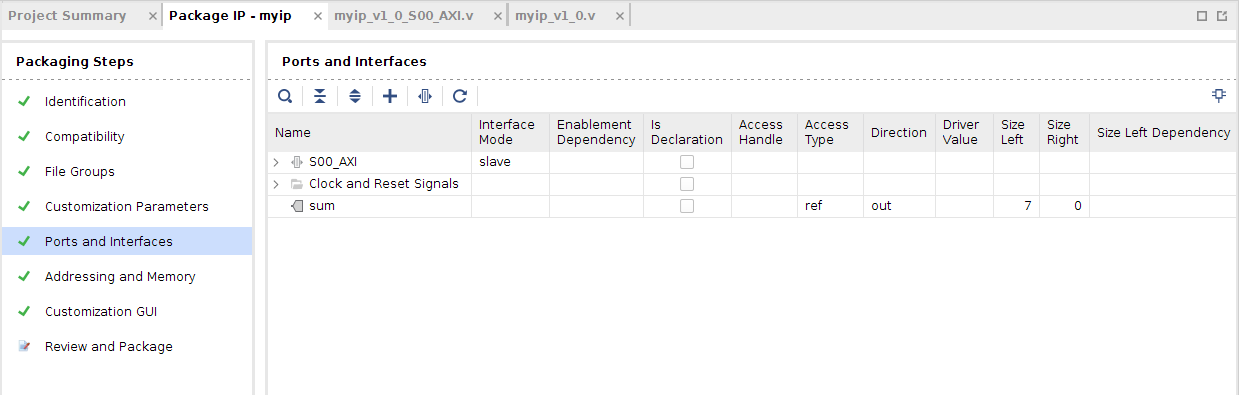 Project Summary × Package IP - myip × myip_v1_0_S00_AXI.v × myip_v1_0.v ×
Packaging Steps
Identification
Compatibility
File Groups
Customization Parameters
Ports and Interfaces
Addressing and Memory
Customization GUI
Review and Package
Ports and Interfaces
Name Interface Mode Enablement Dependency Is Declaration Access Handle Access Type Direction Driver Value Size Left Size Right Size Left Dependency
S00_AXI slave
Clock and Reset Signals
sum ref out 7 0